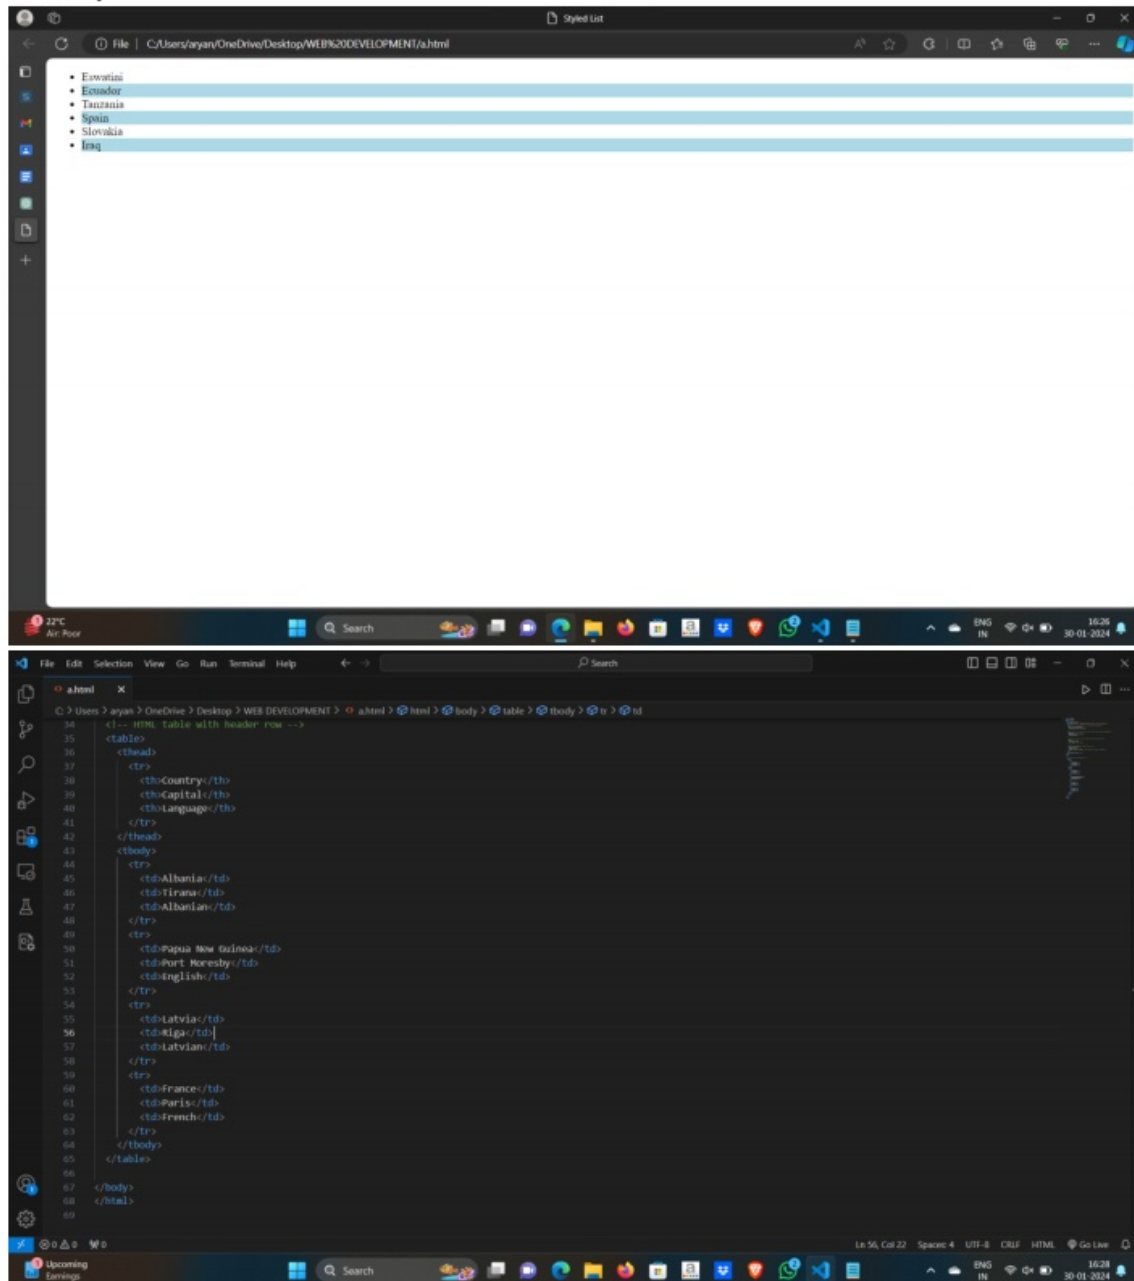 Styled List
File | C:/Users/aryan/OneDrive/Desktop/WEB%20DEVELOPMENT/a.html
Eswatini
Ecuador
Tanzania
Spain
Slovakia
Iraq
1
22°C
Air: Poor
Search
ENG
IN
16:26
30-01-2024
File Edit Selection View Go Run Terminal Help
Search
a.html
C: > Users > aryan > OneDrive > Desktop > WEB DEVELOPMENT > a.html > html > body > table > tbody > tr > td
34 <!-- HTML table with header row -->
35 <table>
36 <thead>
37 <tr>
38 <th>Country</th>
39 <th>Capital</th>
40 <th>Language</th>
41 </tr>
42 </thead>
43 <tbody>
44 <tr>
45 <td>Albania</td>
46 <td>Tirana</td>
47 <td>Albanian</td>
48 </tr>
49 <tr>
50 <td>Papua New Guinea</td>
51 <td>Port Moresby</td>
52 <td>English</td>
53 </tr>
54 <tr>
55 <td>Latvia</td>
56 <td>Riga</td>
57 <td>Latvian</td>
58 </tr>
59 <tr>
60 <td>France</td>
61 <td>Paris</td>
62 <td>French</td>
63 </tr>
64 </tbody>
65 </table>
66
67 </body>
68 </html>
69
0 0 0
Ln 56, Col 22 Spaces: 4 UTF-8 CRLF HTML Go Live
1
Upcoming
Earnings
Search
ENG
IN
16:28
30-01-2024